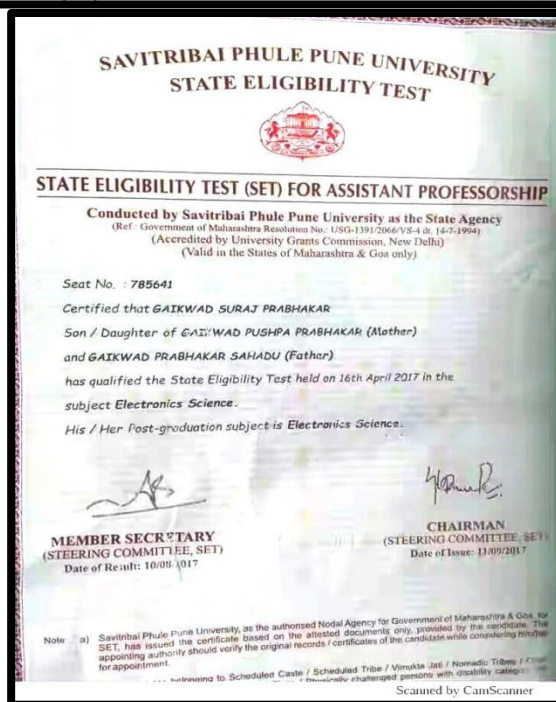 SAVITRIBAI PHULE PUNE UNIVERSITY
STATE ELIGIBILITY TEST
STATE ELIGIBILITY TEST (SET) FOR ASSISTANT PROFESSORSHIP
Conducted by Savitribai Phule Pune University as the State Agency
(Ref : Government of Maharashtra Resolution No.: USG-1391/2066/VS-4 dt. 14-7-1994)
(Accredited by University Grants Commission, New Delhi)
(Valid in the States of Maharashtra & Goa only)
Seat No. : 785641
Certified that GAIKWAD SURAJ PRABHAKAR
Son / Daughter of GAIKWAD PUSHPA PRABHAKAR (Mother)
and GAIKWAD PRABHAKAR SAHADU (Father)
has qualified the State Eligibility Test held on 16th April 2017 in the
subject Electronics Science.
His / Her Post-graduation subject is Electronics Science.
MEMBER SECRETARY
(STEERING COMMITTEE, SET)
Date of Result: 10/08/2017
CHAIRMAN
(STEERING COMMITTEE, SET)
Date of Issue: 11/09/2017
Note a) Savitribai Phule Pune University, as the authorised Nodal Agency for Government of Maharashtra & Goa, for
SET, has issued the certificate based on the attested documents only, provided by the candidate. The
appointing authority should verify the original records / certificates of the candidate while considering him/her
for appointment.
belonging to Scheduled Caste / Scheduled Tribe / Vimukta Jati / Nomadic Tribes /
Physically challenged persons with disability
Scanned by CamScanner